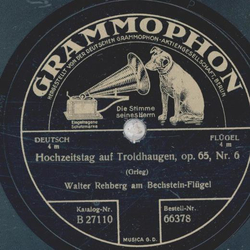 GRAMMOPHON
HERGESTELLT VON DER DEUTSCHEN GRAMMOPHON-AKTIENGESELLSCHAFT, BERLIN
Die Stimme
seines Herrn
Eingetragene
Schutzmarke
DEUTSCH
4 m
FLÜGEL
4 m
Hochzeitstag auf Troldhaugen, op. 65, Nr. 6
(Grieg)
Walter Rehberg am Bechstein-Flügel
Katalog-Nr.
B 27110
Bestell-Nr.
66378
MUSICA B. D.